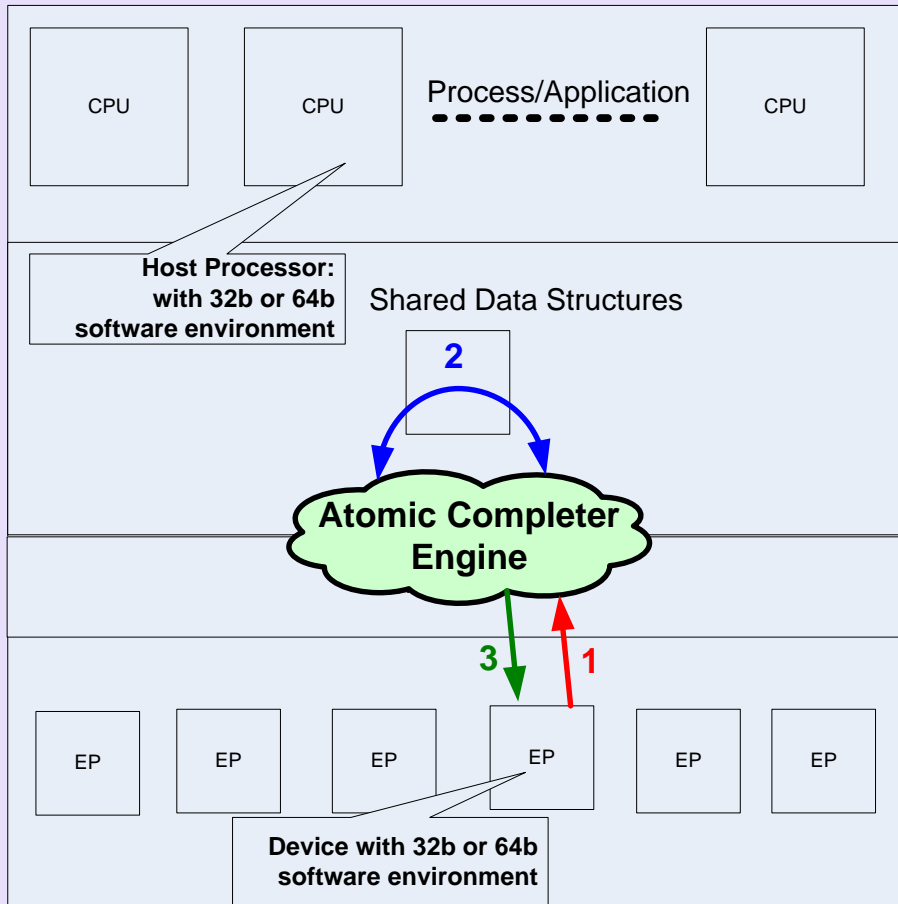 CPU
CPU
Process/Application
CPU
Host Processor:
with 32b or 64b
software environment
Shared Data Structures
2
Atomic Completer
Engine
3
1
EP
EP
EP
EP
EP
EP
Device with 32b or 64b
software environment